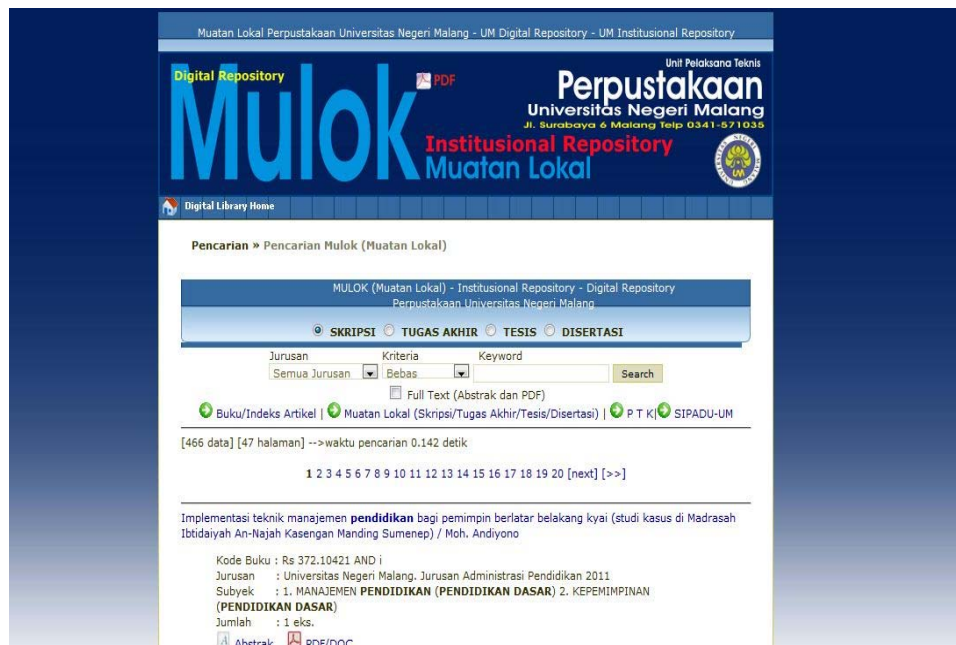 Muatan Lokal Perpustakaan Universitas Negeri Malang - UM Digital Repository - UM Institusional Repository
Digital Repository
Mulok
PDF
Unit Pelaksana Teknis
Perpustakaan
Universitas Negeri Malang
Jl. Surabaya 6 Malang Telp 0341-571035
Institusional Repository
Muatan Lokal
Digital Library Home
Pencarian » Pencarian Mulok (Muatan Lokal)
MULOK (Muatan Lokal) - Institusional Repository - Digital Repository
Perpustakaan Universitas Negeri Malang
SKRIPSI TUGAS AKHIR TESIS DISERTASI
Jurusan Kriteria Keyword
Semua Jurusan Bebas Search
Full Text (Abstrak dan PDF)
Buku/Indeks Artikel | Muatan Lokal (Skripsi/Tugas Akhir/Tesis/Disertasi) | P T K| SIPADU-UM
[466 data] [47 halaman] -->waktu pencarian 0.142 detik
1 2 3 4 5 6 7 8 9 10 11 12 13 14 15 16 17 18 19 20 [next] [>>]
Implementasi teknik manajemen pendidikan bagi pemimpin berlatar belakang kyai (studi kasus di Madrasah
Ibtidaiyah An-Najah Kasengan Manding Sumenep) / Moh. Andiyono
Kode Buku : Rs 372.10421 AND i
Jurusan : Universitas Negeri Malang. Jurusan Administrasi Pendidikan 2011
Subyek : 1. MANAJEMEN PENDIDIKAN (PENDIDIKAN DASAR) 2. KEPEMIMPINAN
(PENDIDIKAN DASAR)
Jumlah : 1 eks.
Abstrak PDF/DOC